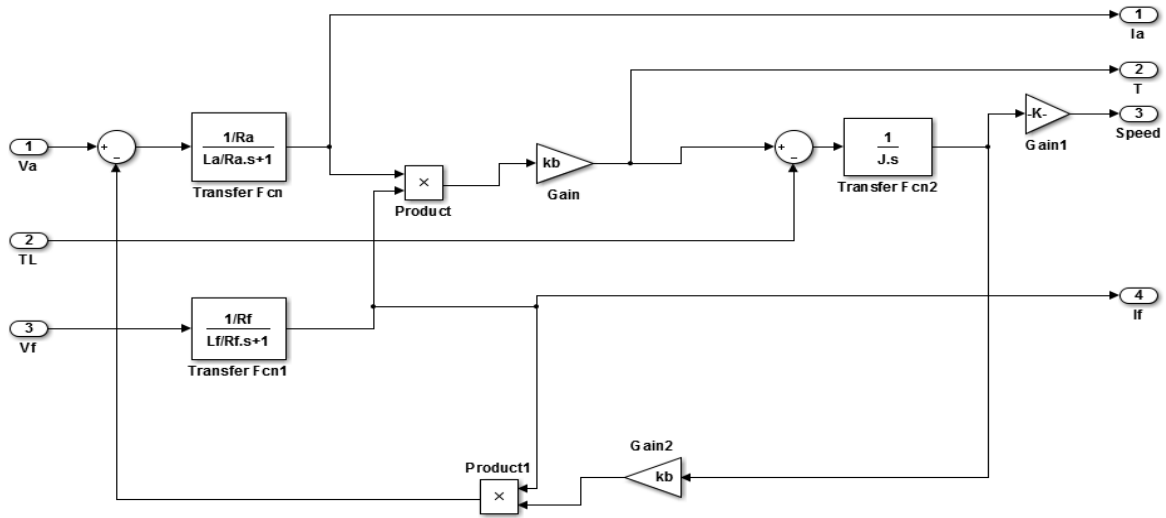 1
Ia
2
T
-K-
3
Speed
Gain1
1
Va
+
-
1/Ra
La/Ra.s+1
Transfer Fcn
×
Product
kb
Gain
+
-
1
J.s
Transfer Fcn2
2
TL
3
Vf
1/Rf
Lf/Rf.s+1
Transfer Fcn1
4
If
Gain2
kb
Product1
×